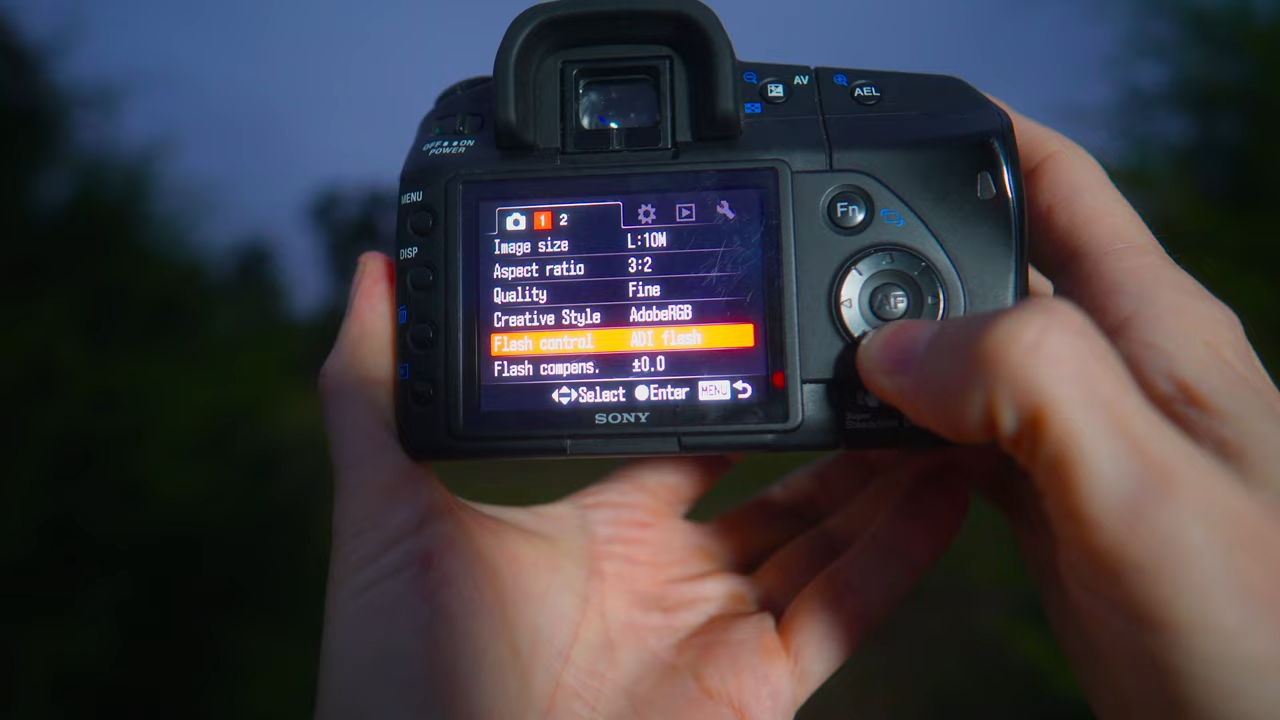 AV
AEL
OFF ON
POWER
MENU
DISP
Fn
1 2
Image size L:10M
Aspect ratio 3:2
Quality Fine
Creative Style AdobeRGB
Flash control ADI flash
Flash compens. ±0.0
Select Enter MENU
AF
SONY
Super